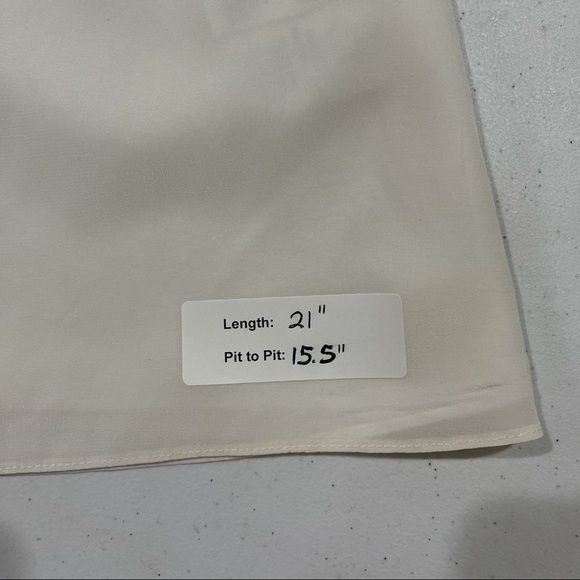 Length: 21"
Pit to Pit: 15.5"